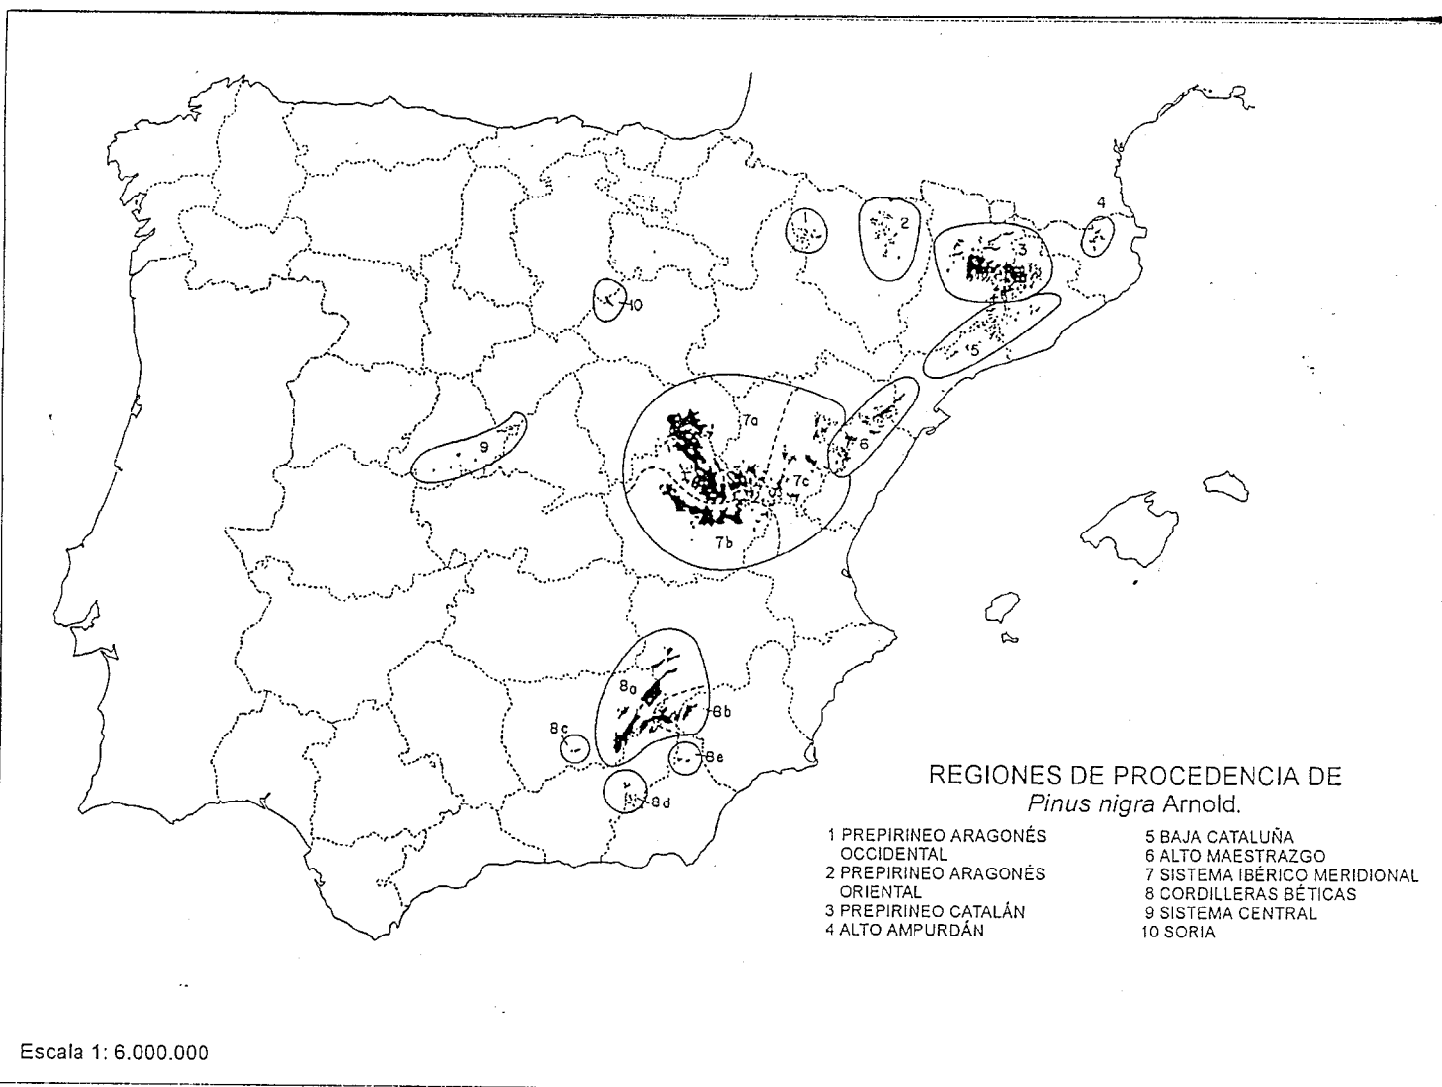 4
1
2
3
10
5
7a
6
9
7c
7b
8a
8b
8c
8e
8d
REGIONES DE PROCEDENCIA DE
Pinus nigra Arnold.
1 PREPIRINEO ARAGONÉS
OCCIDENTAL
2 PREPIRINEO ARAGONÉS
ORIENTAL
3 PREPIRINEO CATALÁN
4 ALTO AMPURDÁN
5 BAJA CATALUÑA
6 ALTO MAESTRAZGO
7 SISTEMA IBÉRICO MERIDIONAL
8 CORDILLERAS BÉTICAS
9 SISTEMA CENTRAL
10 SORIA
Escala 1: 6.000.000